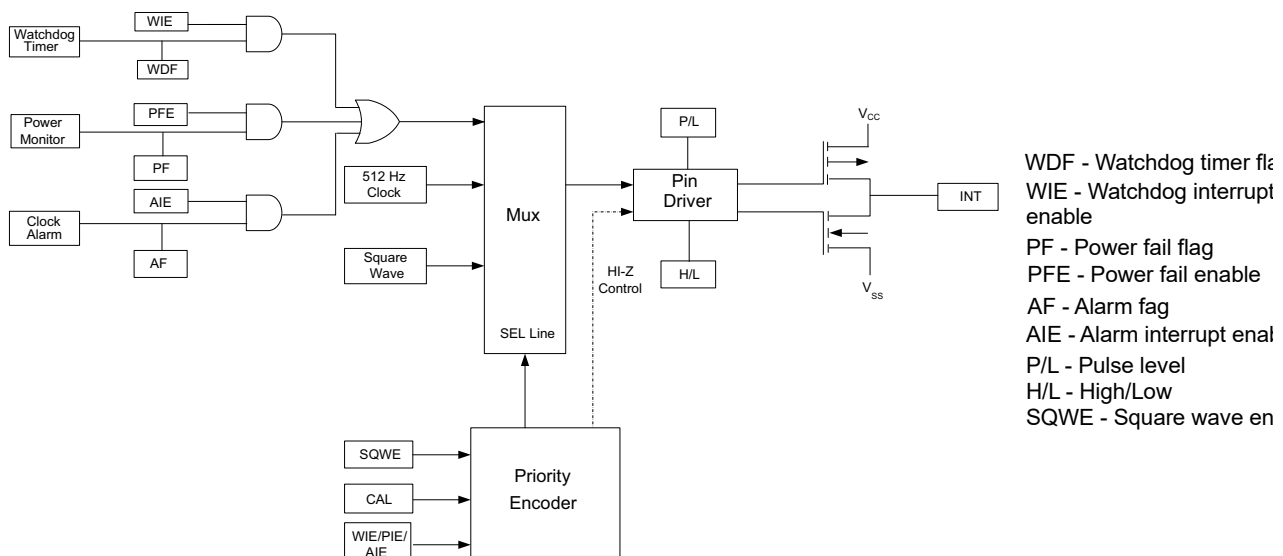 WIE
Watchdog
Timer
WDF
PFE
Power
Monitor
PF
AIE
Clock
Alarm
AF
512 Hz
Clock
Square
Wave
Mux
SEL Line
P/L
Pin
Driver
H/L
HI-Z
Control
VCC
VSS
INT
SQWE
CAL
WIE/PIE/
AIE
Priority
Encoder
WDF - Watchdog timer fla
WIE - Watchdog interrupt
enable
PF - Power fail flag
PFE - Power fail enable
AF - Alarm fag
AIE - Alarm interrupt enab
P/L - Pulse level
H/L - High/Low
SQWE - Square wave en